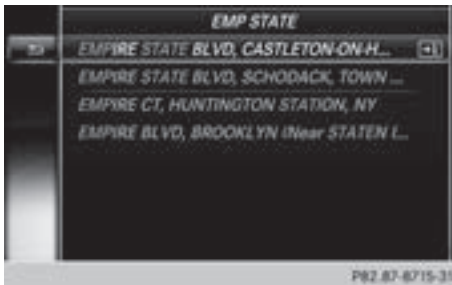 EMP STATE
EMPIRE STATE BLVD, CASTLETON-ON-H...
EMPIRE STATE BLVD, SCHODACK, TOWN ...
EMPIRE CT, HUNTINGTON STATION, NY
EMPIRE BLVD, BROOKLYN (Near STATEN I...
P82.87-8715-31